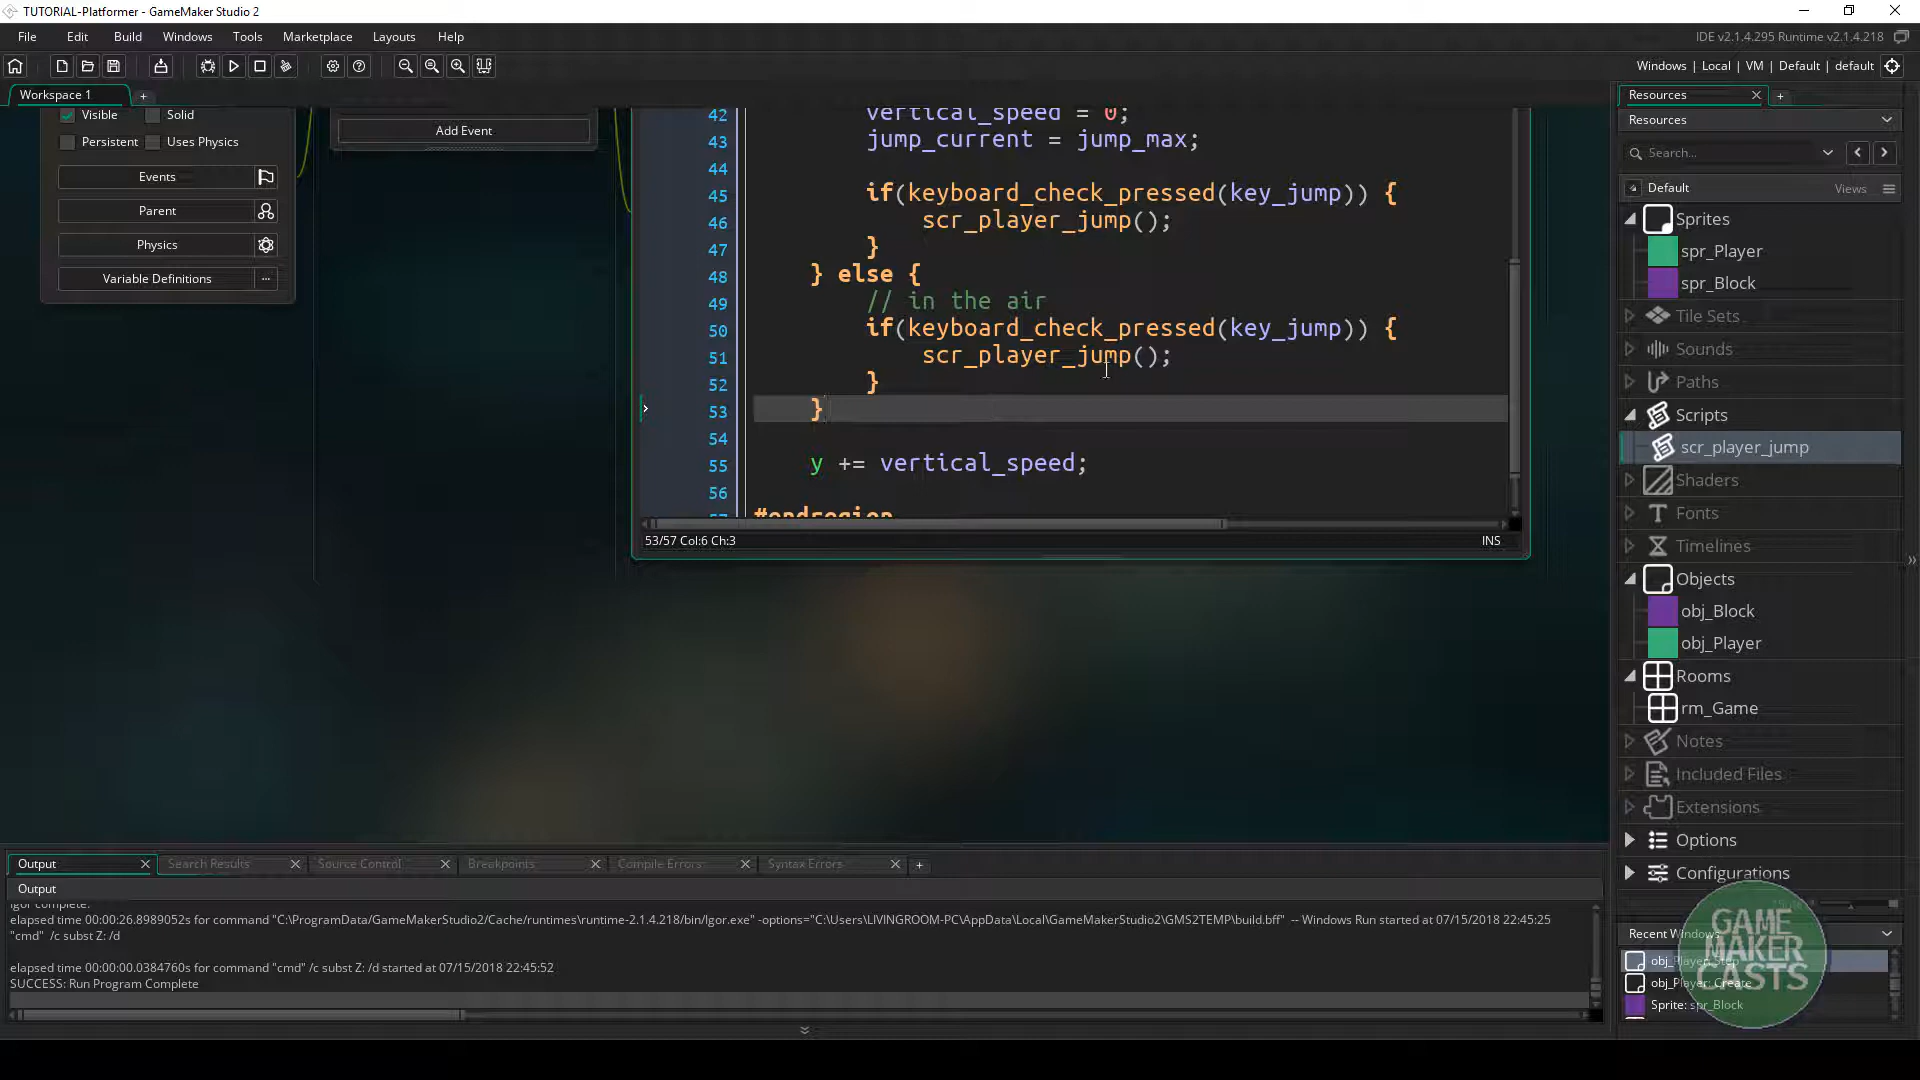 TUTORIAL-Platformer - GameMaker Studio 2
File Edit Build Windows Tools Marketplace Layouts Help
IDE v2.1.4.295 Runtime v2.1.4.218
Windows | Local | VM | Default | default
Workspace 1
Visible Solid
Persistent Uses Physics
Events
Parent
Physics
Variable Definitions
Add Event
42 vertical_speed = 0;
43 jump_current = jump_max;
44
45 if(keyboard_check_pressed(key_jump)) {
46 scr_player_jump();
47 }
48 } else {
49 // in the air
50 if(keyboard_check_pressed(key_jump)) {
51 scr_player_jump();
52 }
53 }
54
55 y += vertical_speed;
56
57 #endregion
53/57 Col:6 Ch:3 INS
Resources
Resources
Search...
Default Views
Sprites
spr_Player
spr_Block
Tile Sets
Sounds
Paths
Scripts
scr_player_jump
Shaders
Fonts
Timelines
Objects
obj_Block
obj_Player
Rooms
rm_Game
Notes
Included Files
Extensions
Options
Configurations
Recent Windows
obj_Player: Step
obj_Player: Create
Sprite: spr_Block
GAME
MAKER
CASTS
Output Search Results Source Control Breakpoints Compile Errors Syntax Errors
Output
Igor complete.
elapsed time 00:00:26.8989052s for command "C:\ProgramData/GameMakerStudio2/Cache/runtimes\runtime-2.1.4.218/bin/Igor.exe" -options="C:\Users\LIVINGROOM-PC\AppData\Local\GameMakerStudio2\GMS2TEMP\build.bff" -- Windows Run started at 07/15/2018 22:45:25
"cmd" /c subst Z: /d
elapsed time 00:00:00.0384760s for command "cmd" /c subst Z: /d started at 07/15/2018 22:45:52
SUCCESS: Run Program Complete